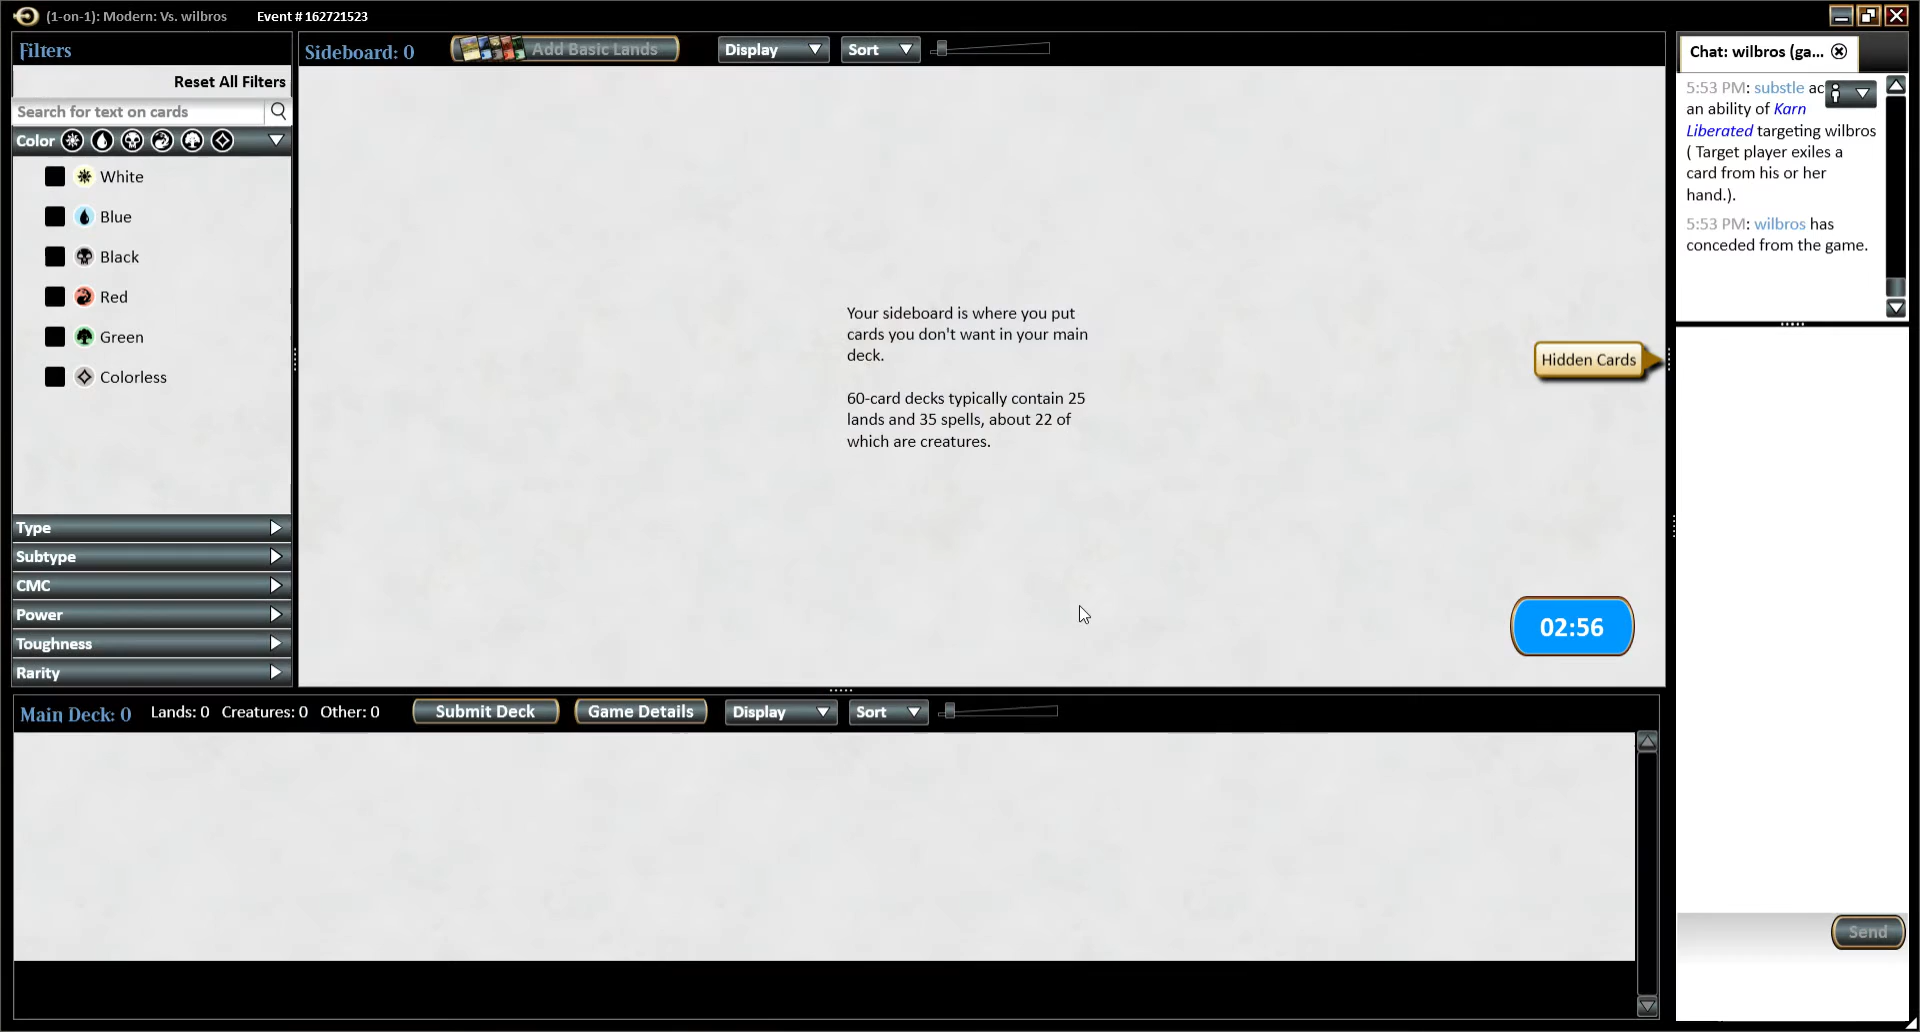 (1-on-1): Modern: Vs. wilbros Event # 162721523
Filters
Reset All Filters
Search for text on cards
Color
White
Blue
Black
Red
Green
Colorless
Type
Subtype
CMC
Power
Toughness
Rarity
Sideboard: 0 Add Basic Lands Display Sort
Your sideboard is where you put
cards you don't want in your main
deck.
60-card decks typically contain 25
lands and 35 spells, about 22 of
which are creatures.
Hidden Cards
02:56
Main Deck: 0 Lands: 0 Creatures: 0 Other: 0 Submit Deck Game Details Display Sort
Chat: wilbros (ga...
5:53 PM: substle ac
an ability of Karn
Liberated targeting wilbros
( Target player exiles a
card from his or her
hand.).
5:53 PM: wilbros has
conceded from the game.
Send